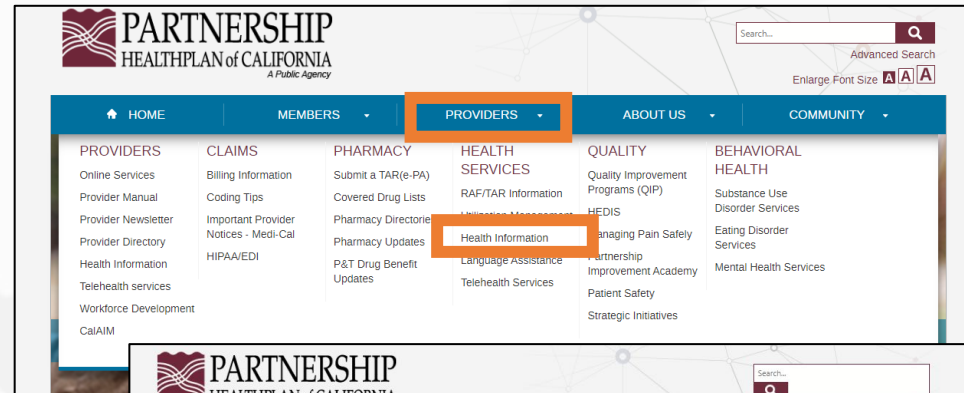 PARTNERSHIP
HEALTHPLAN of CALIFORNIA
A Public Agency
Search...
Advanced Search
Enlarge Font Size A A A
HOME
MEMBERS
PROVIDERS
ABOUT US
COMMUNITY
PROVIDERS
Online Services
Provider Manual
Provider Newsletter
Provider Directory
Health Information
Telehealth services
Workforce Development
CalAIM
CLAIMS
Billing Information
Coding Tips
Important Provider
Notices - Medi-Cal
HIPAA/EDI
PHARMACY
Submit a TAR(e-PA)
Covered Drug Lists
Pharmacy Directories
Pharmacy Updates
P&T Drug Benefit
Updates
HEALTH
SERVICES
RAF/TAR Information
Utilization Management
Health Information
Language Assistance
Telehealth Services
QUALITY
Quality Improvement
Programs (QIP)
HEDIS
Managing Pain Safely
Partnership
Improvement Academy
Patient Safety
Strategic Initiatives
BEHAVIORAL
HEALTH
Substance Use
Disorder Services
Eating Disorder
Services
Mental Health Services
PARTNERSHIP
HEALTHPLAN of CALIFORNIA
Search...